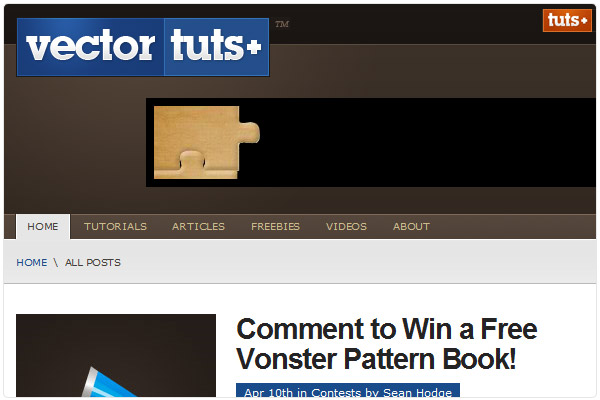 vector tuts+ TM
tuts+
HOME TUTORIALS ARTICLES FREEBIES VIDEOS ABOUT
HOME \ ALL POSTS
Comment to Win a Free
Vonster Pattern Book!
Apr 10th in Contests by Sean Hodge